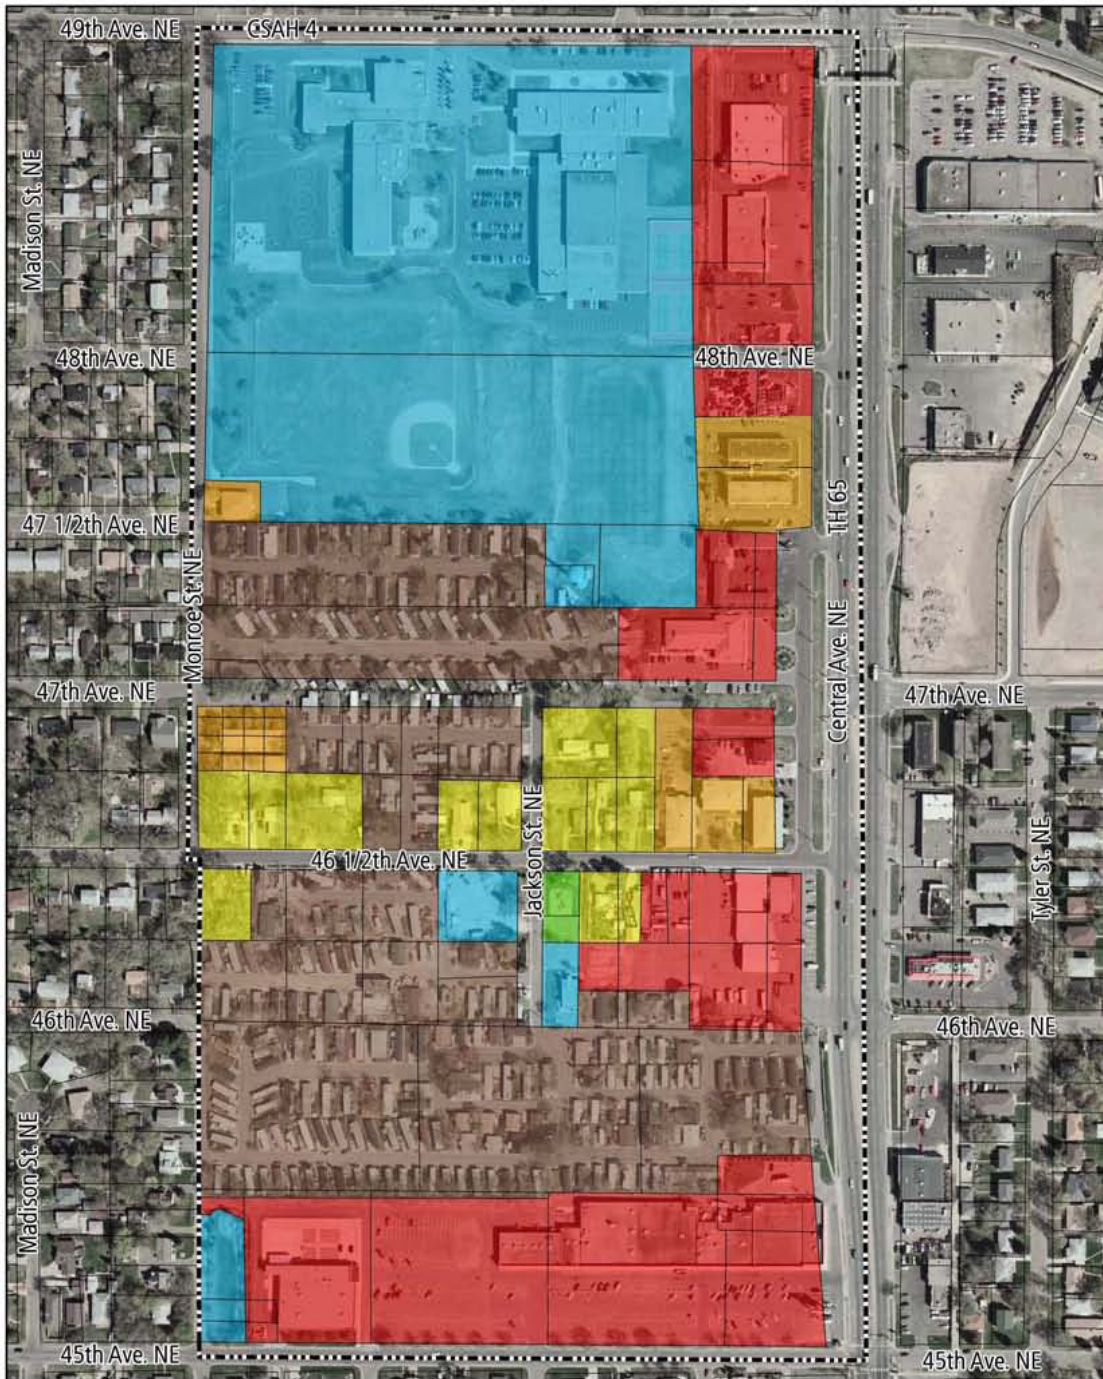 49th Ave. NE
CSAH 4
Madison St. NE
48th Ave. NE
48th Ave. NE
47 1/2th Ave. NE
TH 65
Monroe St. NE
Central Ave. NE
47th Ave. NE
47th Ave. NE
Jackson St. NE
46 1/2th Ave. NE
Tyler St. NE
46th Ave. NE
46th Ave. NE
Madison St. NE
45th Ave. NE
45th Ave. NE